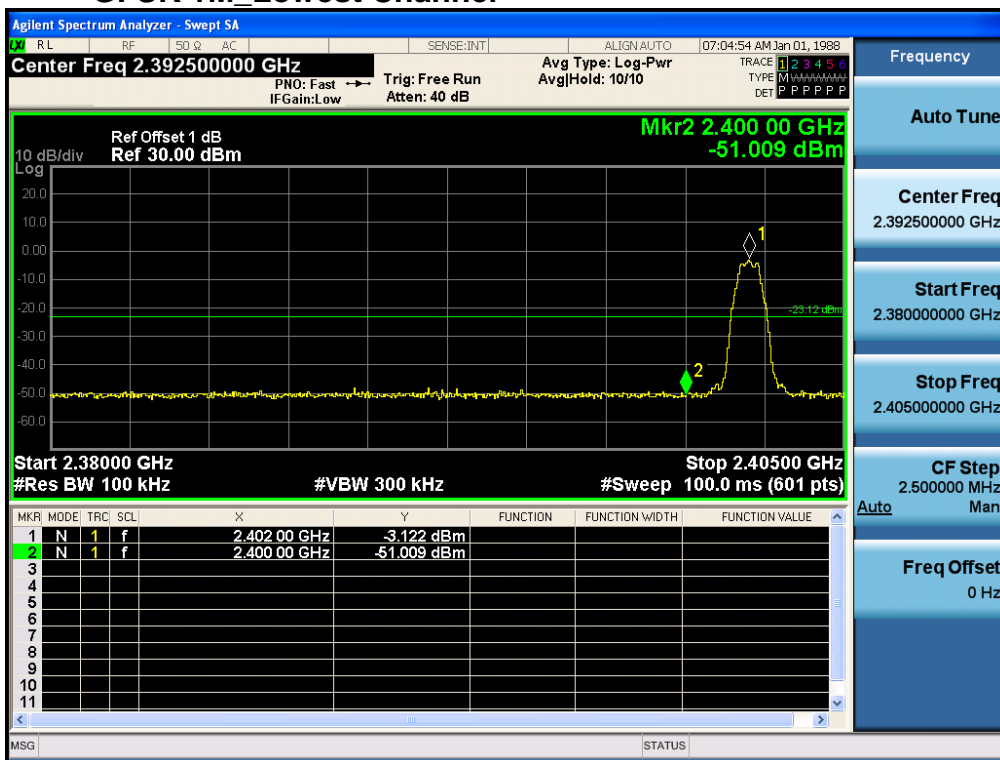 Agilent Spectrum Analyzer - Swept SA
LXI RL RF 50 Ω AC SENSE:INT ALIGN AUTO 07:04:54 AM Jan 01, 1988
Center Freq 2.392500000 GHz
PNO: Fast
IFGain:Low
Trig: Free Run
Atten: 40 dB
Avg Type: Log-Pwr
Avg|Hold: 10/10
TRACE 1 2 3 4 5 6
TYPE M
DET P P P P P P
Mkr2 2.400 00 GHz
-51.009 dBm
Ref Offset 1 dB
10 dB/div Ref 30.00 dBm
Log
20.0
10.0
0.00
-10.0
-20.0
-30.0
-40.0
-50.0
-60.0
1
-23.12 dBm
2
Start 2.38000 GHz Stop 2.40500 GHz
#Res BW 100 kHz #VBW 300 kHz #Sweep 100.0 ms (601 pts)
MKR MODE TRC SCL X Y FUNCTION FUNCTION WIDTH FUNCTION VALUE
1 N 1 f 2.402 00 GHz -3.122 dBm
2 N 1 f 2.400 00 GHz -51.009 dBm
3
4
5
6
7
8
9
10
11
MSG STATUS
Frequency
Auto Tune
Center Freq
2.392500000 GHz
Start Freq
2.380000000 GHz
Stop Freq
2.405000000 GHz
CF Step
2.500000 MHz
Auto Man
Freq Offset
0 Hz